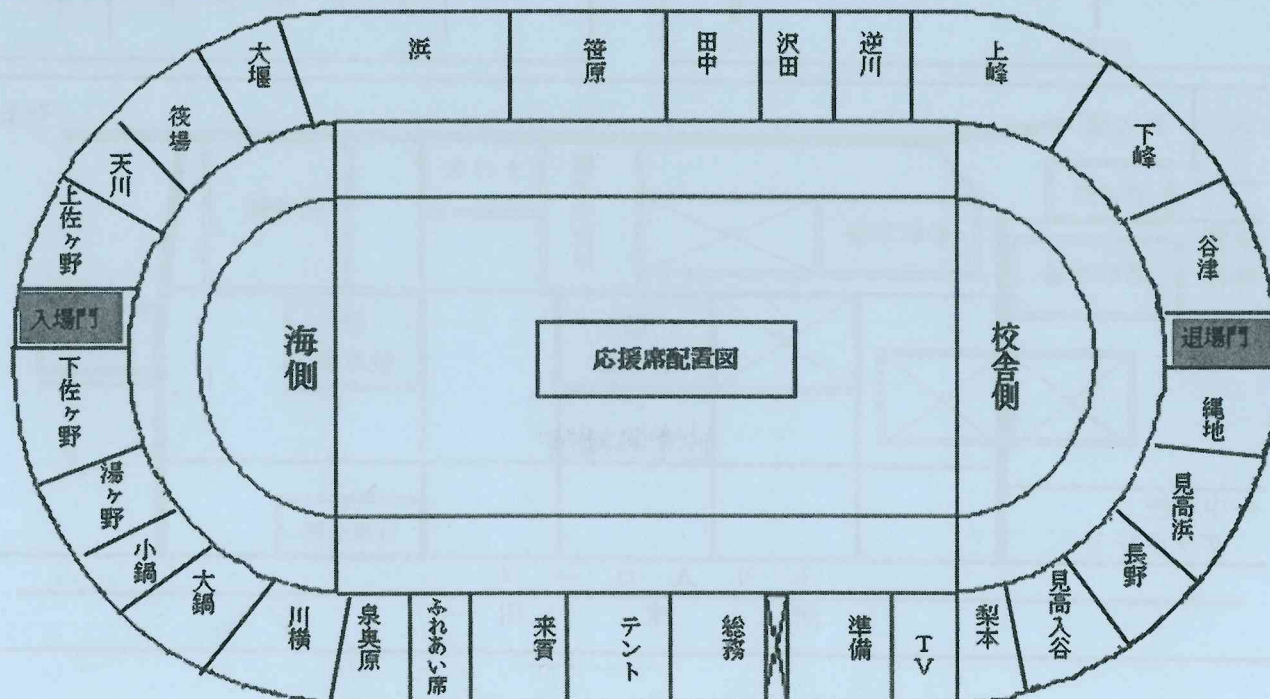 浜
笹原
田中
沢田
逆川
上峰
下峰
谷津
退場門
縄地
見高浜
長野
見高入谷
梨本
TV
準備
総務
テント
来賓
ふれあい席
泉奥原
川横
大鍋
小鍋
湯ヶ野
下佐ヶ野
入場門
上佐ヶ野
天川
筏場
大堰
海側
応援席配置図
校舎側